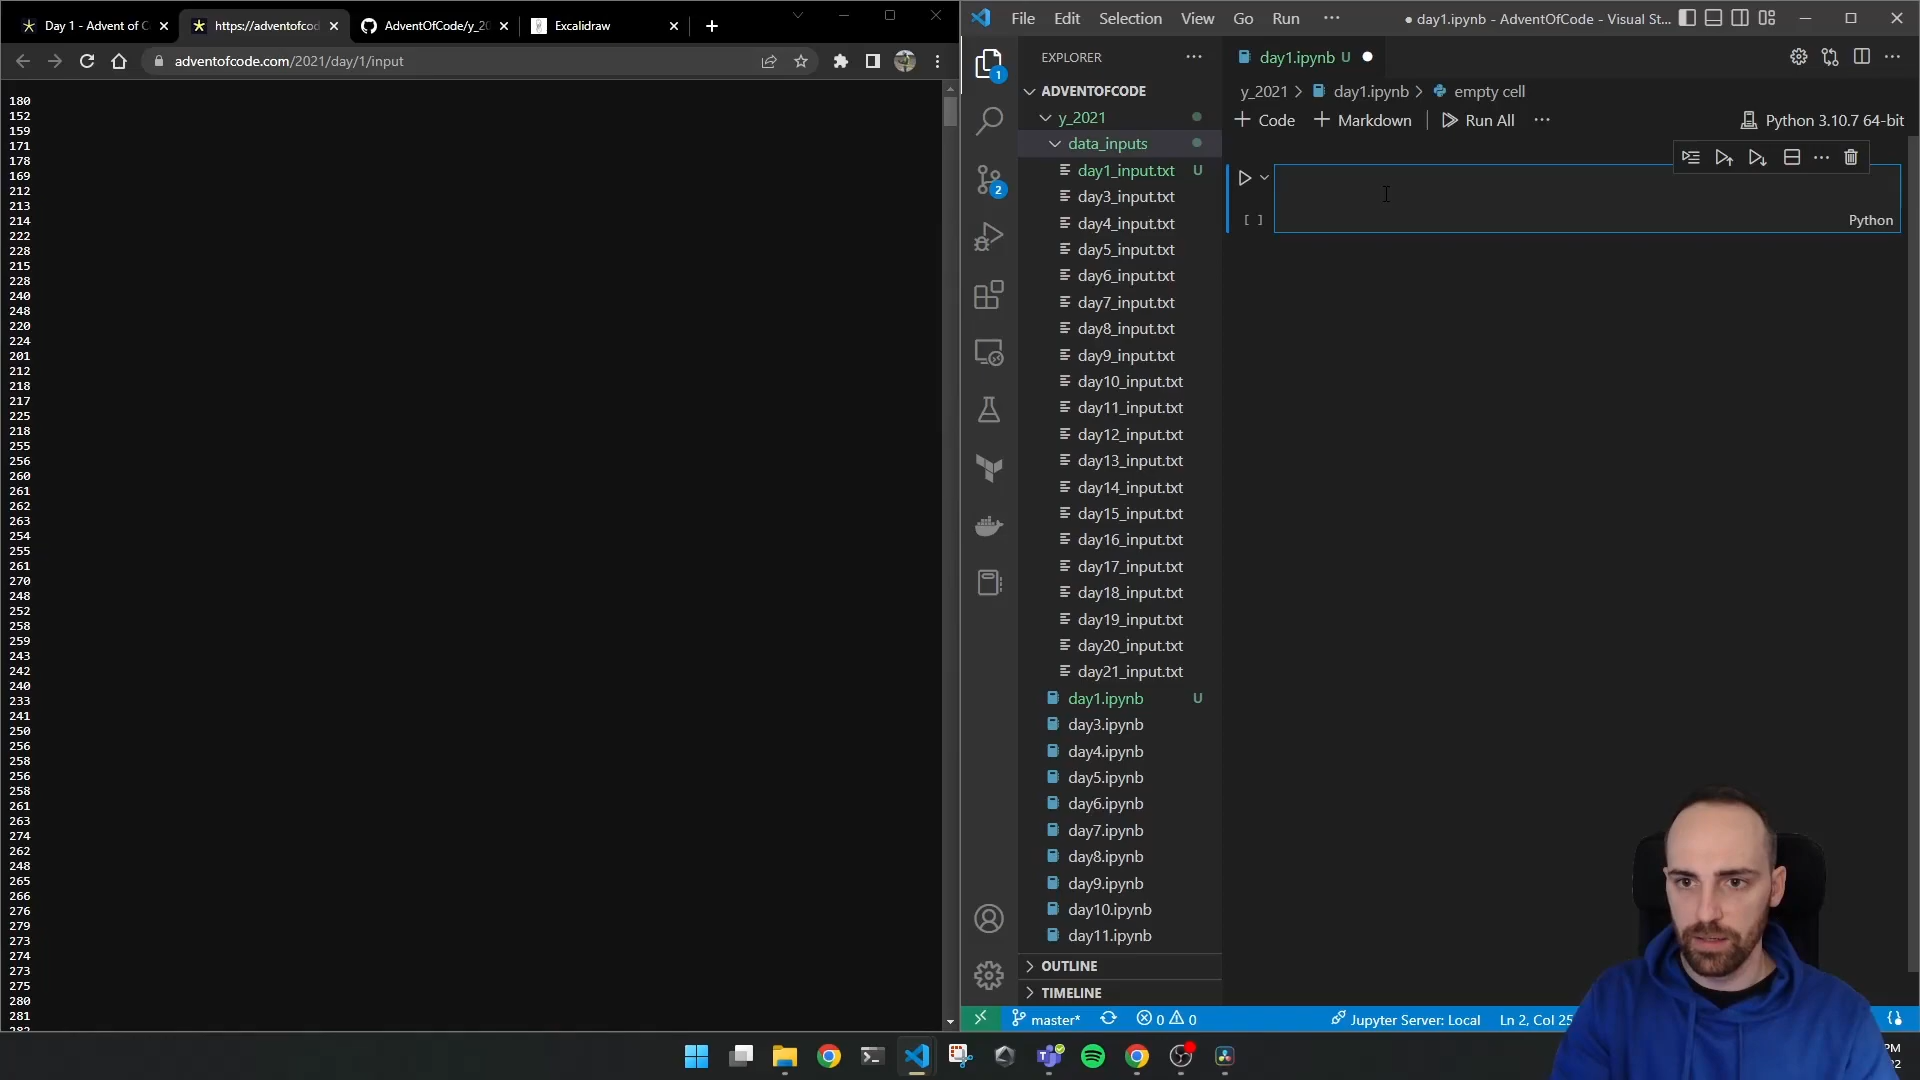 Day 1 - Advent of C
https://adventofcod
AdventOfCode/y_20
Excalidraw
adventofcode.com/2021/day/1/input
180
152
159
171
178
169
212
213
214
222
228
215
228
240
248
220
224
201
212
218
217
225
218
255
256
260
261
262
263
254
255
261
270
248
252
258
259
243
242
240
233
241
250
256
258
256
258
261
263
274
262
248
265
266
276
279
273
274
273
275
280
281
File Edit Selection View Go Run ···
● day1.ipynb - AdventOfCode - Visual St...
EXPLORER
ADVENTOFCODE
y_2021
data_inputs
day1_input.txt U
day3_input.txt
day4_input.txt
day5_input.txt
day6_input.txt
day7_input.txt
day8_input.txt
day9_input.txt
day10_input.txt
day11_input.txt
day12_input.txt
day13_input.txt
day14_input.txt
day15_input.txt
day16_input.txt
day17_input.txt
day18_input.txt
day19_input.txt
day20_input.txt
day21_input.txt
day1.ipynb U
day3.ipynb
day4.ipynb
day5.ipynb
day6.ipynb
day7.ipynb
day8.ipynb
day9.ipynb
day10.ipynb
day11.ipynb
OUTLINE
TIMELINE
1
2
day1.ipynb U
y_2021 > day1.ipynb > empty cell
+ Code + Markdown Run All ···
Python 3.10.7 64-bit
[ ]
Python
master* 0 0
Jupyter Server: Local Ln 2, Col 25
PM